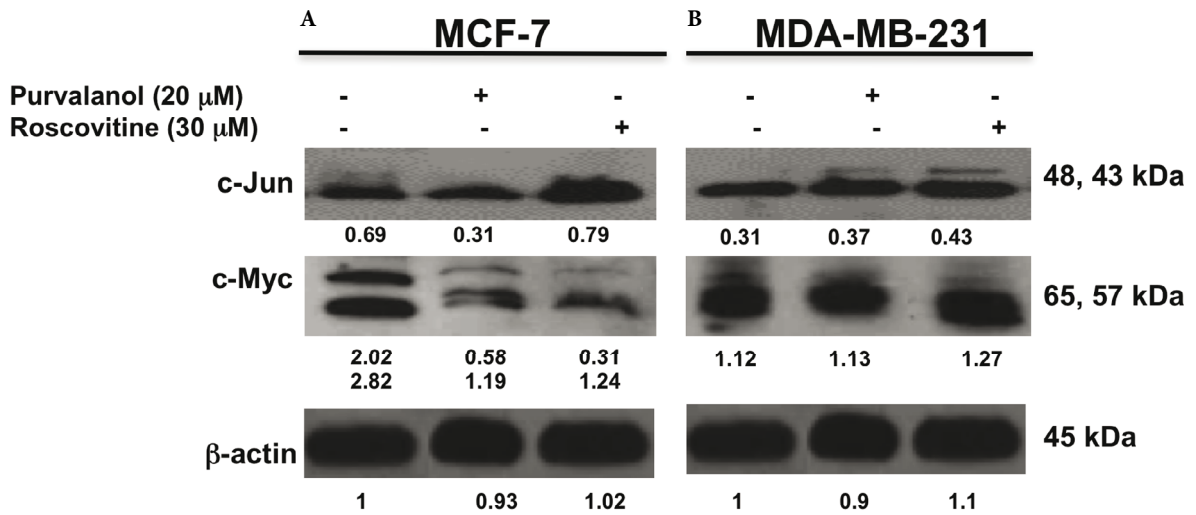 A B
MCF-7 MDA-MB-231
Purvalanol (20 μM) - + - - + -
Roscovitine (30 μM) - - + - - +
c-Jun 48, 43 kDa
0.69 0.31 0.79 0.31 0.37 0.43
c-Myc 65, 57 kDa
2.02 0.58 0.31 1.12 1.13 1.27
2.82 1.19 1.24
β-actin 45 kDa
1 0.93 1.02 1 0.9 1.1